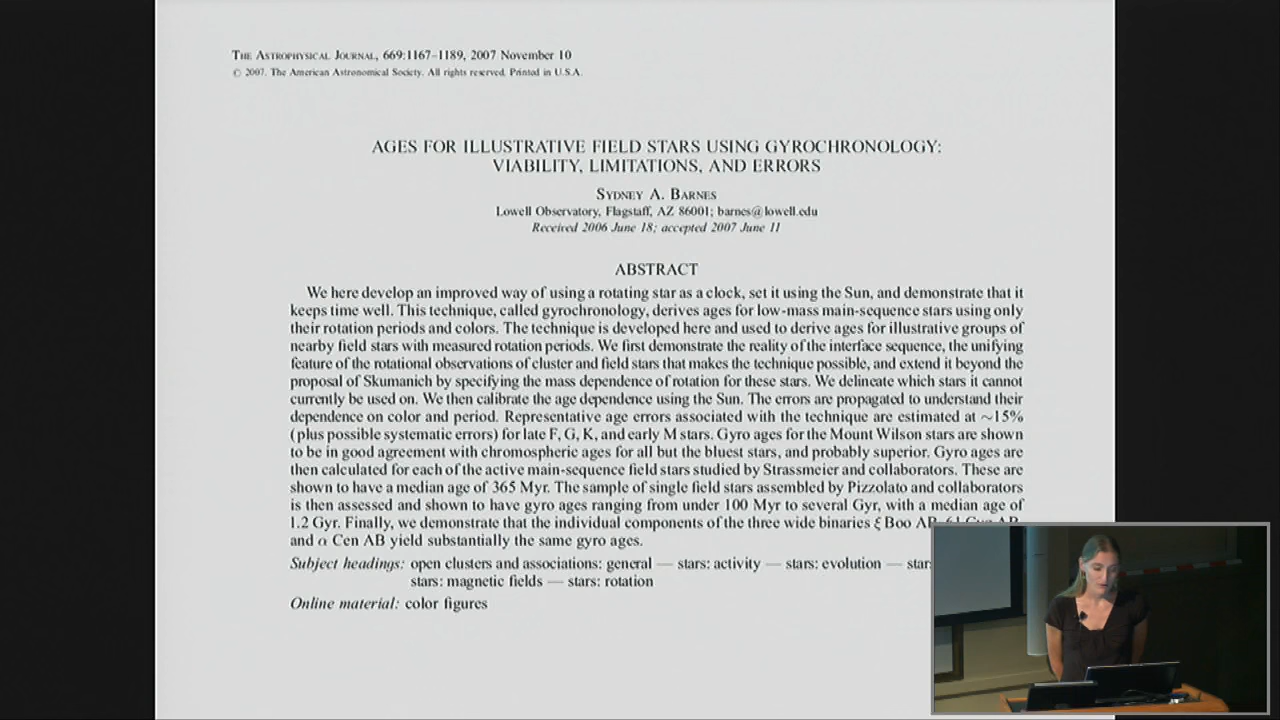 THE ASTROPHYSICAL JOURNAL, 669:1167–1189, 2007 November 10
© 2007. The American Astronomical Society. All rights reserved. Printed in U.S.A.
AGES FOR ILLUSTRATIVE FIELD STARS USING GYROCHRONOLOGY:
VIABILITY, LIMITATIONS, AND ERRORS
SYDNEY A. BARNES
Lowell Observatory, Flagstaff, AZ 86001; barnes@lowell.edu
Received 2006 June 18; accepted 2007 June 11
ABSTRACT
We here develop an improved way of using a rotating star as a clock, set it using the Sun, and demonstrate that it
keeps time well. This technique, called gyrochronology, derives ages for low-mass main-sequence stars using only
their rotation periods and colors. The technique is developed here and used to derive ages for illustrative groups of
nearby field stars with measured rotation periods. We first demonstrate the reality of the interface sequence, the unifying
feature of the rotational observations of cluster and field stars that makes the technique possible, and extend it beyond the
proposal of Skumanich by specifying the mass dependence of rotation for these stars. We delineate which stars it cannot
currently be used on. We then calibrate the age dependence using the Sun. The errors are propagated to understand their
dependence on color and period. Representative age errors associated with the technique are estimated at ~15%
(plus possible systematic errors) for late F, G, K, and early M stars. Gyro ages for the Mount Wilson stars are shown
to be in good agreement with chromospheric ages for all but the bluest stars, and probably superior. Gyro ages are
then calculated for each of the active main-sequence field stars studied by Strassmeier and collaborators. These are
shown to have a median age of 365 Myr. The sample of single field stars assembled by Pizzolato and collaborators
is then assessed and shown to have gyro ages ranging from under 100 Myr to several Gyr, with a median age of
1.2 Gyr. Finally, we demonstrate that the individual components of the three wide binaries ξ Boo AB,
and α Cen AB yield substantially the same gyro ages.
Subject headings: open clusters and associations: general — stars: activity — stars: evolution —
stars: magnetic fields — stars: rotation
Online material: color figures